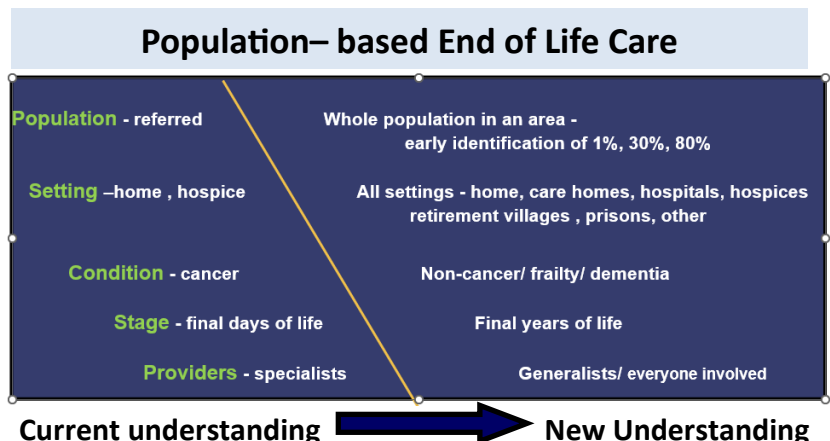 Population– based End of Life Care
Population - referred
Whole population in an area -
early identification of 1%, 30%, 80%
Setting –home , hospice
All settings - home, care homes, hospitals, hospices
retirement villages , prisons, other
Condition - cancer
Non-cancer/ frailty/ dementia
Stage - final days of life
Final years of life
Providers - specialists
Generalists/ everyone involved
Current understanding
New Understanding